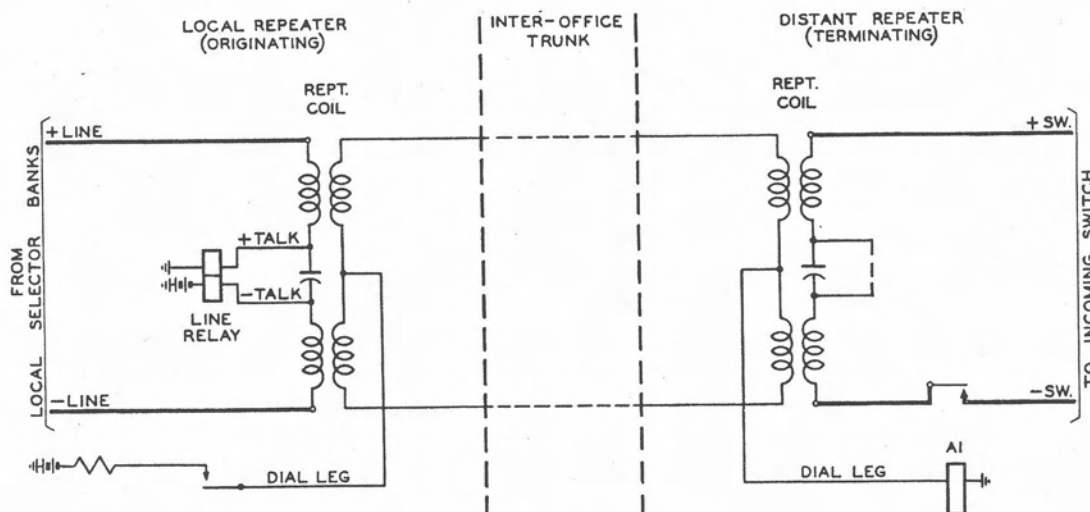 LOCAL REPEATER
(ORIGINATING)
INTER-OFFICE
TRUNK
DISTANT REPEATER
(TERMINATING)
REPT.
COIL
REPT.
COIL
+LINE
+SW.
FROM
LOCAL SELECTOR BANKS
+TALK
-TALK
LINE
RELAY
TO INCOMING SWITCH
-LINE
-SW.
DIAL LEG
DIAL LEG
A1